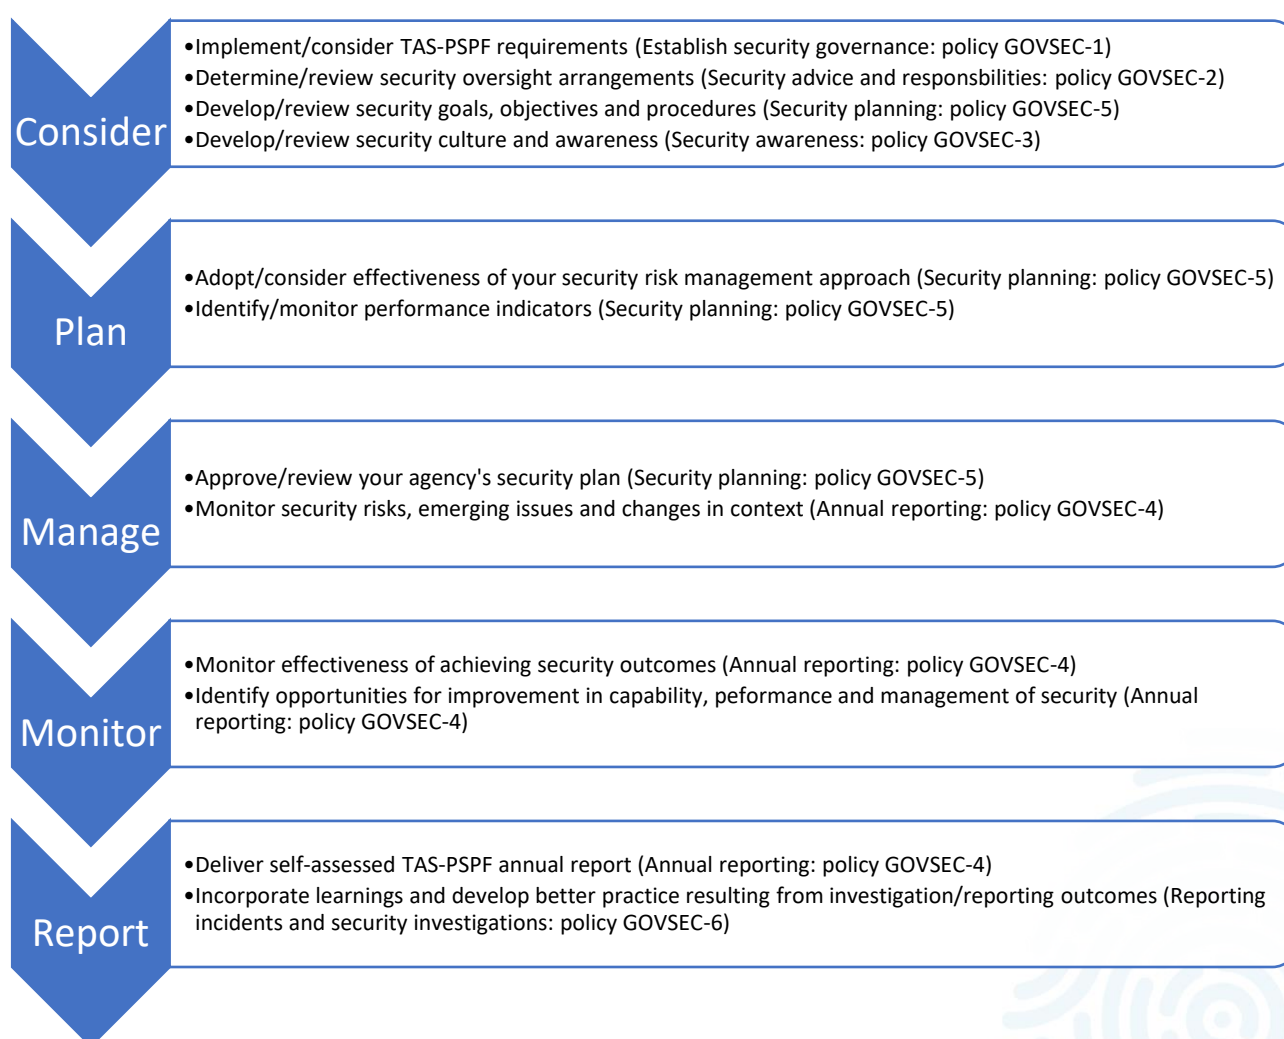 Consider
•Implement/consider TAS-PSPF requirements (Establish security governance: policy GOVSEC-1)
•Determine/review security oversight arrangements (Security advice and responsbilities: policy GOVSEC-2)
•Develop/review security goals, objectives and procedures (Security planning: policy GOVSEC-5)
•Develop/review security culture and awareness (Security awareness: policy GOVSEC-3)
Plan
•Adopt/consider effectiveness of your security risk management approach (Security planning: policy GOVSEC-5)
•Identify/monitor performance indicators (Security planning: policy GOVSEC-5)
Manage
•Approve/review your agency's security plan (Security planning: policy GOVSEC-5)
•Monitor security risks, emerging issues and changes in context (Annual reporting: policy GOVSEC-4)
Monitor
•Monitor effectiveness of achieving security outcomes (Annual reporting: policy GOVSEC-4)
•Identify opportunities for improvement in capability, peformance and management of security (Annual
reporting: policy GOVSEC-4)
Report
•Deliver self-assessed TAS-PSPF annual report (Annual reporting: policy GOVSEC-4)
•Incorporate learnings and develop better practice resulting from investigation/reporting outcomes (Reporting
incidents and security investigations: policy GOVSEC-6)